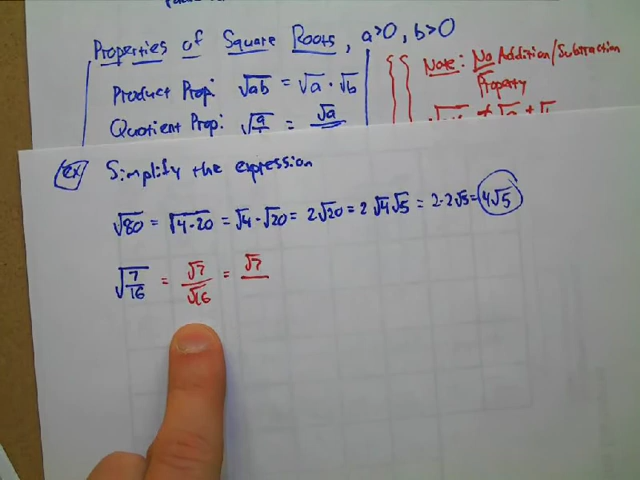 Properties of Square Roots, a>0, b>0
Product Prop: √ab = √a · √b
Quotient Prop: √a = √a
Note: No Addition/Subtraction
Property
ex Simplify the expression
√80 = √4·20 = √4·√20 = 2√20 = 2√4√5 = 2·2√5 = 4√5
√7/16 = √7/√16 = √7